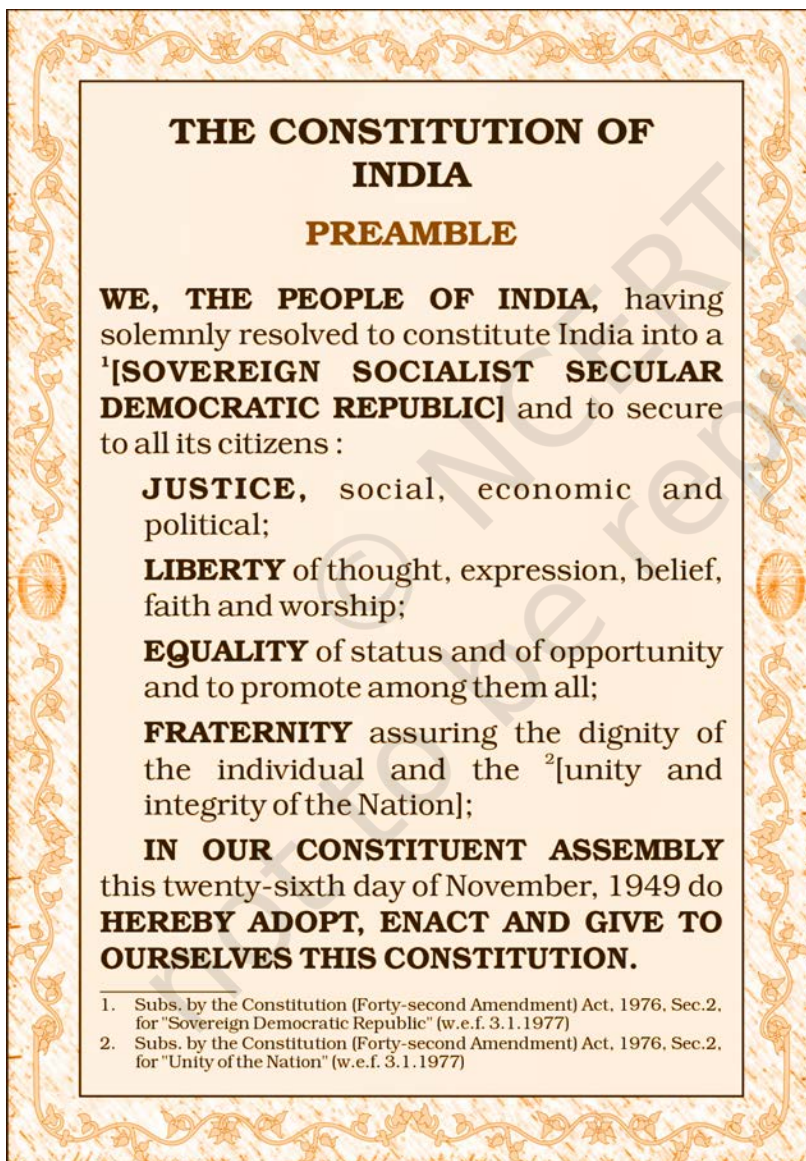 THE CONSTITUTION OF
INDIA
PREAMBLE
WE, THE PEOPLE OF INDIA, having
solemnly resolved to constitute India into a
¹[SOVEREIGN SOCIALIST SECULAR
DEMOCRATIC REPUBLIC] and to secure
to all its citizens :
JUSTICE, social, economic and
political;
LIBERTY of thought, expression, belief,
faith and worship;
EQUALITY of status and of opportunity
and to promote among them all;
FRATERNITY assuring the dignity of
the individual and the ²[unity and
integrity of the Nation];
IN OUR CONSTITUENT ASSEMBLY
this twenty-sixth day of November, 1949 do
HEREBY ADOPT, ENACT AND GIVE TO
OURSELVES THIS CONSTITUTION.
1. Subs. by the Constitution (Forty-second Amendment) Act, 1976, Sec.2,
for "Sovereign Democratic Republic" (w.e.f. 3.1.1977)
2. Subs. by the Constitution (Forty-second Amendment) Act, 1976, Sec.2,
for "Unity of the Nation" (w.e.f. 3.1.1977)
© NCERT
not to be